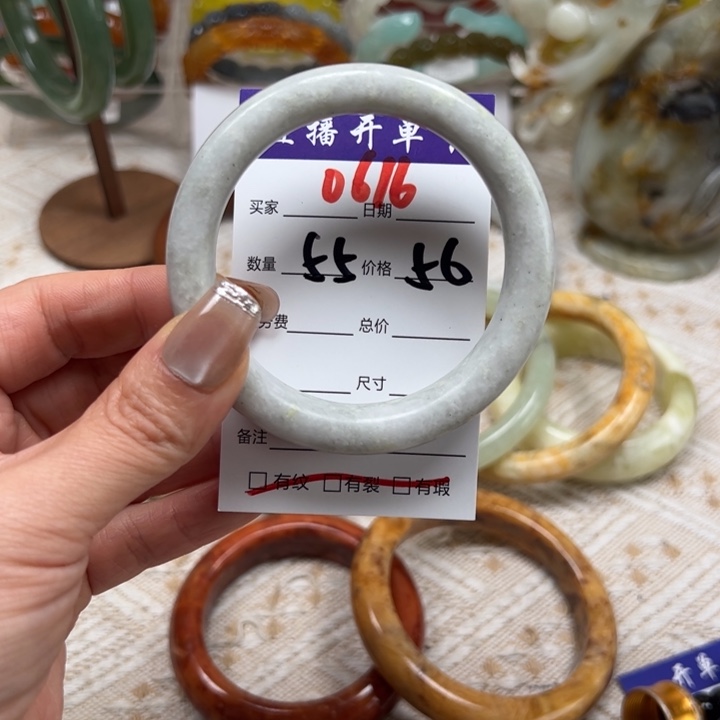 播开单
0616
买家 日期
数量 55 价格 56
费 总价
尺寸
备注
□有纹 □有裂 □有瑕
开单